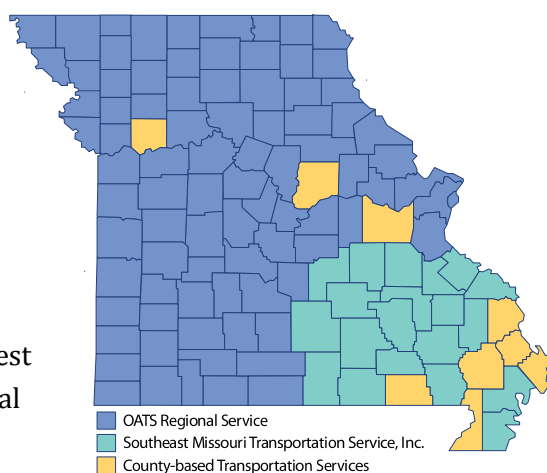 est
al
OATS Regional Service
Southeast Missouri Transportation Service, Inc.
County-based Transportation Services